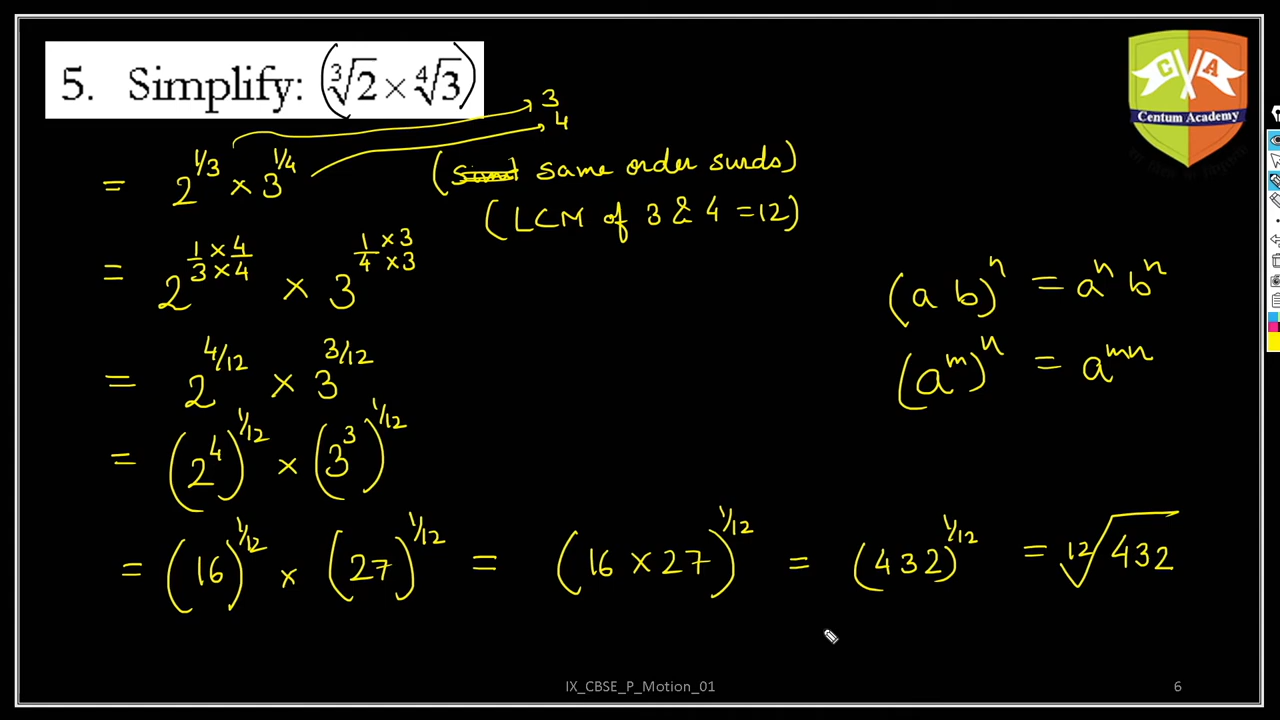 5. Simplify: (∛2 × ∜3)
3
4
= 2^{1/3} × 3^{1/4}
( same order surds)
(LCM of 3 & 4 = 12)
= 2^{1/3 × 4/4} × 3^{1/4 × 3/3}
= 2^{4/12} × 3^{3/12}
= (2^4)^{1/12} × (3^3)^{1/12}
= (16)^{1/12} × (27)^{1/12} = (16 × 27)^{1/12} = (432)^{1/12} = ¹²√432
(a b)^n = a^n b^n
(a^m)^n = a^{mn}
C A
Centum Academy
IX_CBSE_P_Motion_01
6